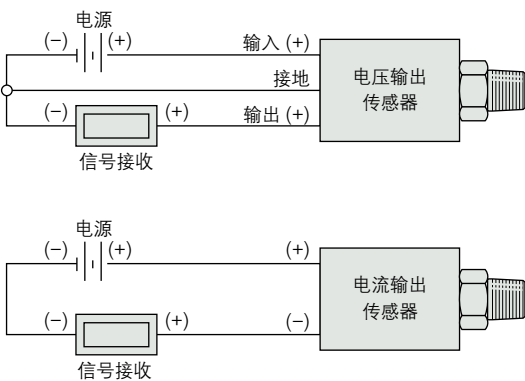 电源
(−) (+) 输入 (+)
接地
(−) (+) 输出 (+)
信号接收
电压输出
传感器
电源
(−) (+) (+)
(−) (+) (−)
信号接收
电流输出
传感器